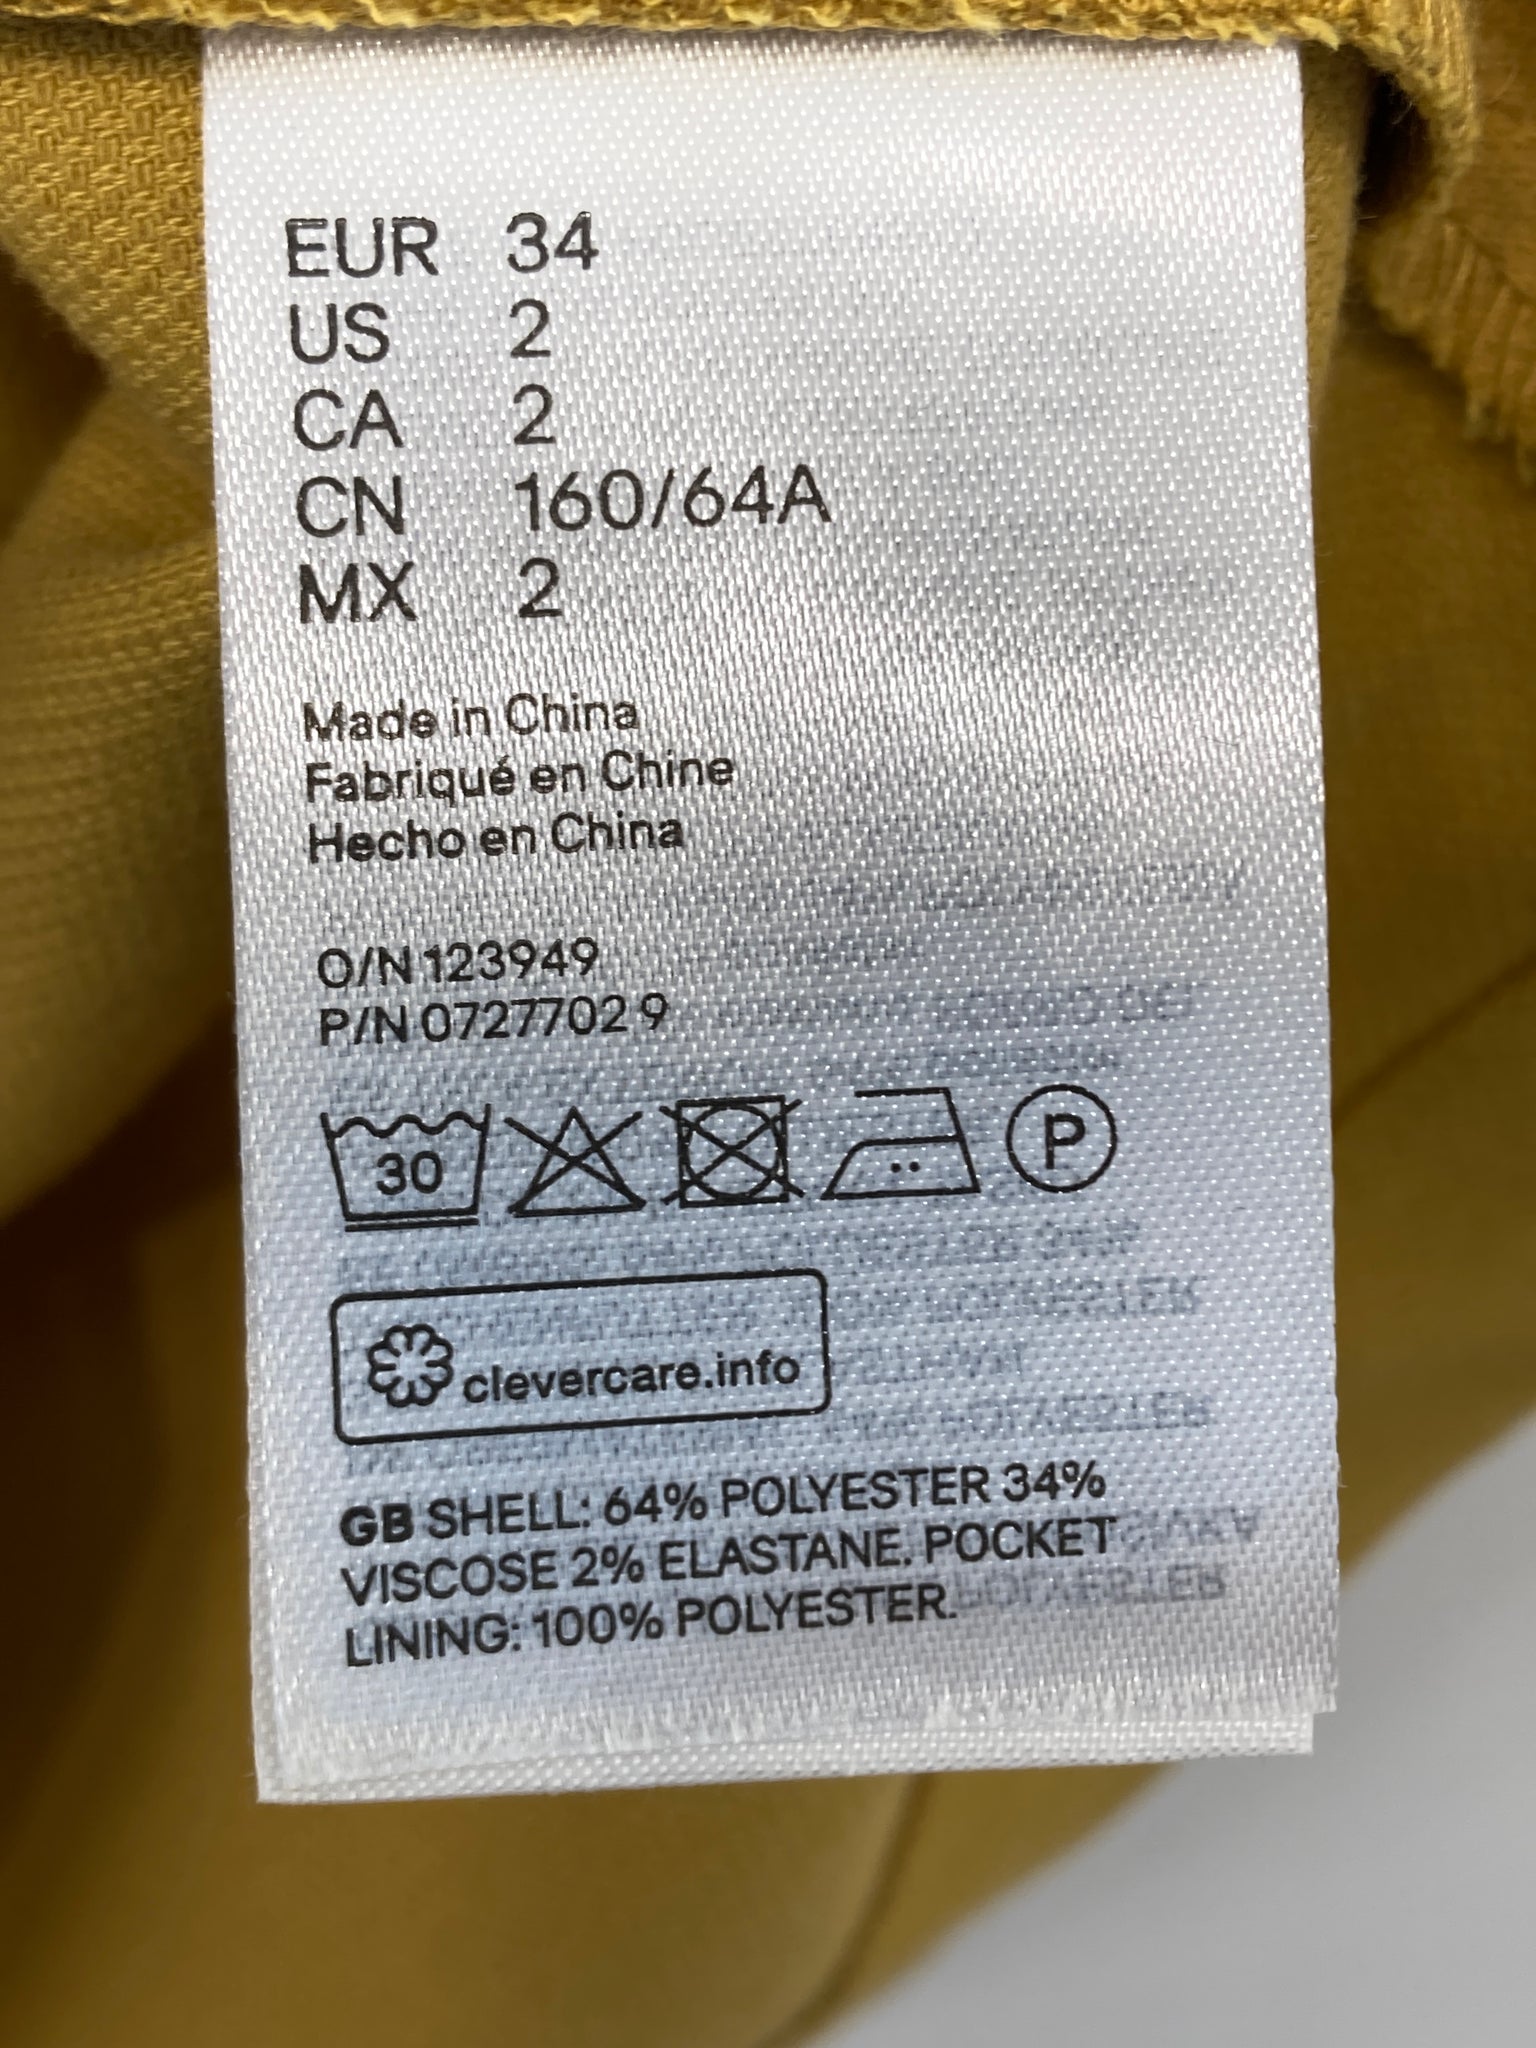 EUR 34
US 2
CA 2
CN 160/64A
MX 2
Made in China
Fabriqué en Chine
Hecho en China
O/N 123949
P/N 0727702 9
30 P
clevercare.info
GB SHELL: 64% POLYESTER 34%
VISCOSE 2% ELASTANE. POCKET
LINING: 100% POLYESTER.